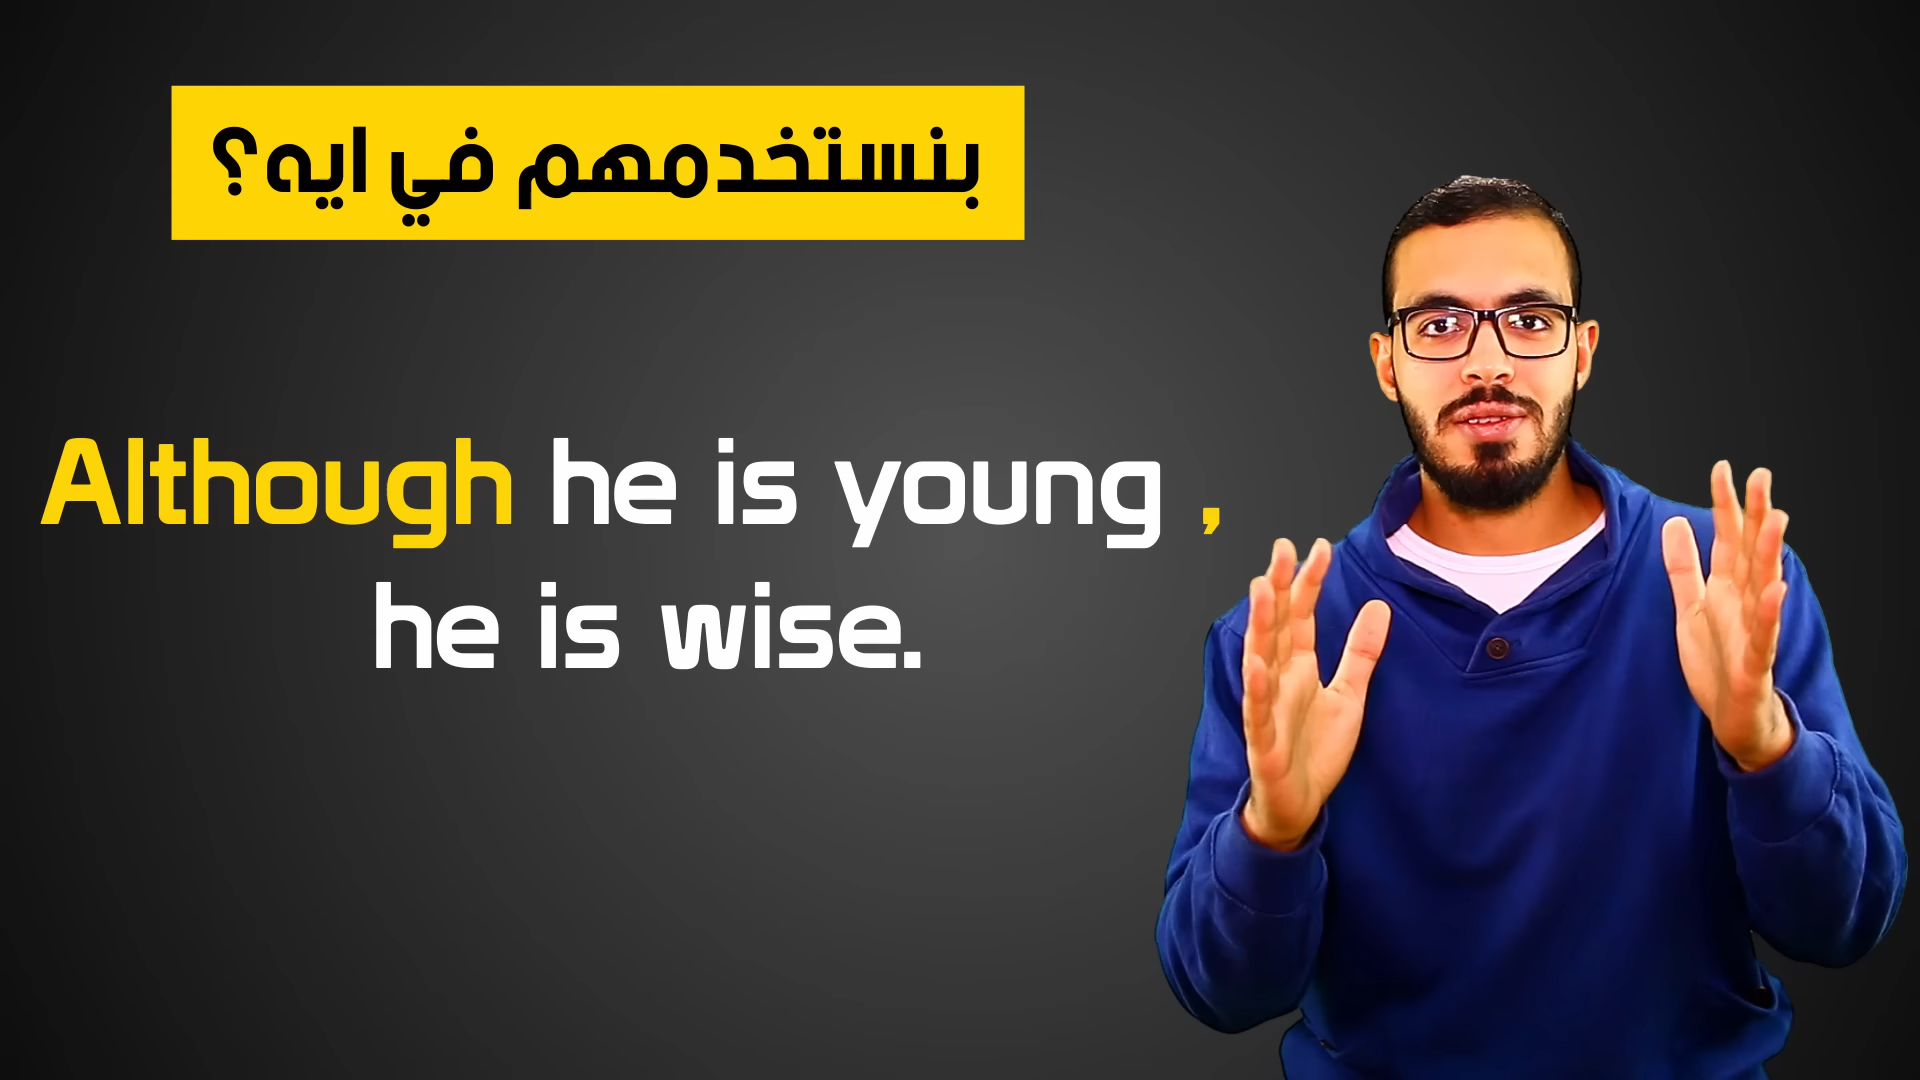 بنستخدمهم في ايه؟
Although he is young ,
he is wise.